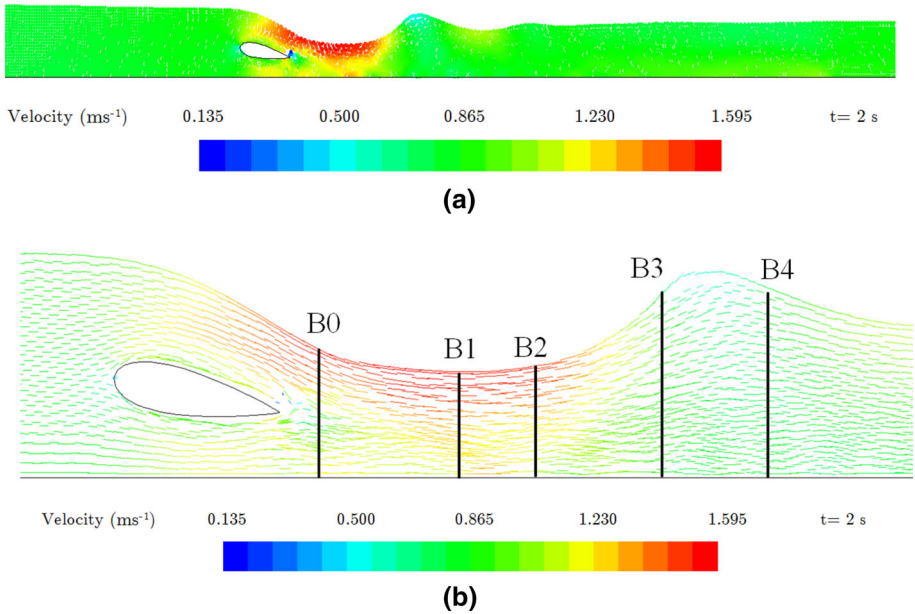 Velocity (ms⁻¹) 0.135 0.500 0.865 1.230 1.595 t= 2 s
(a)
B0 B1 B2 B3 B4
Velocity (ms⁻¹) 0.135 0.500 0.865 1.230 1.595 t= 2 s
(b)